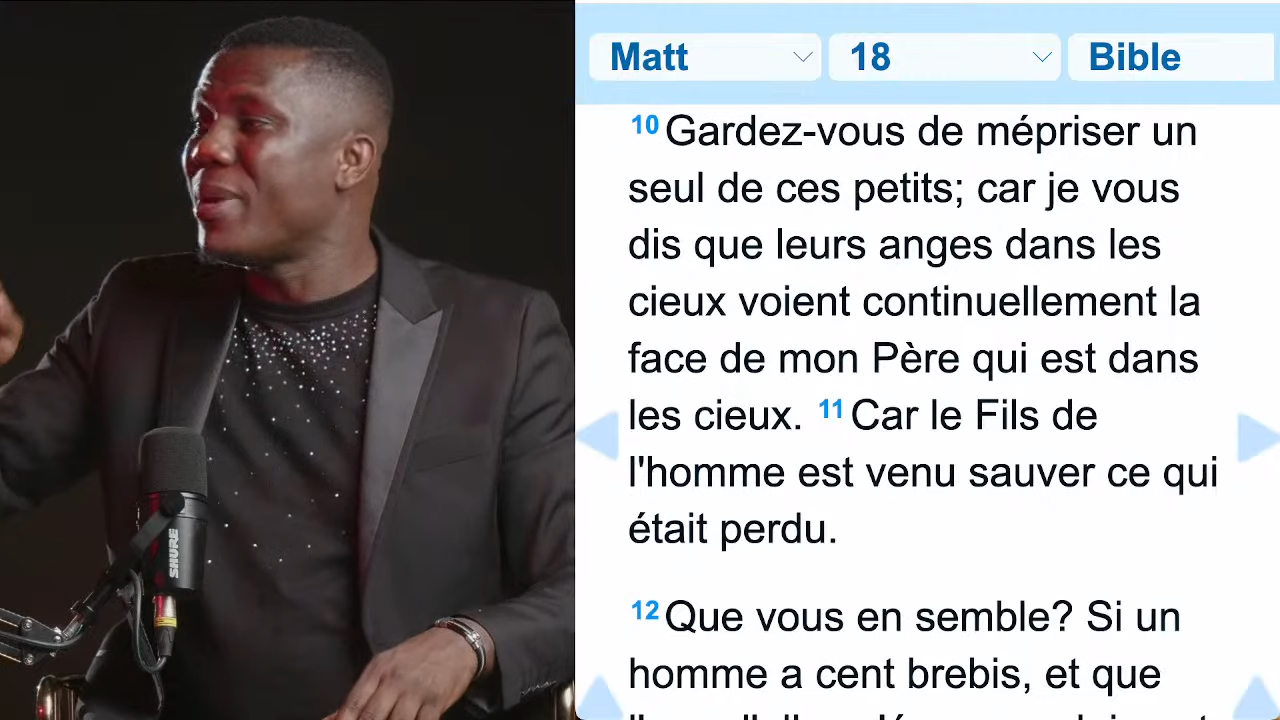 Matt 18 Bible
10 Gardez-vous de mépriser un
seul de ces petits; car je vous
dis que leurs anges dans les
cieux voient continuellement la
face de mon Père qui est dans
les cieux. 11 Car le Fils de
l'homme est venu sauver ce qui
était perdu.
12 Que vous en semble? Si un
homme a cent brebis, et que
SHURE